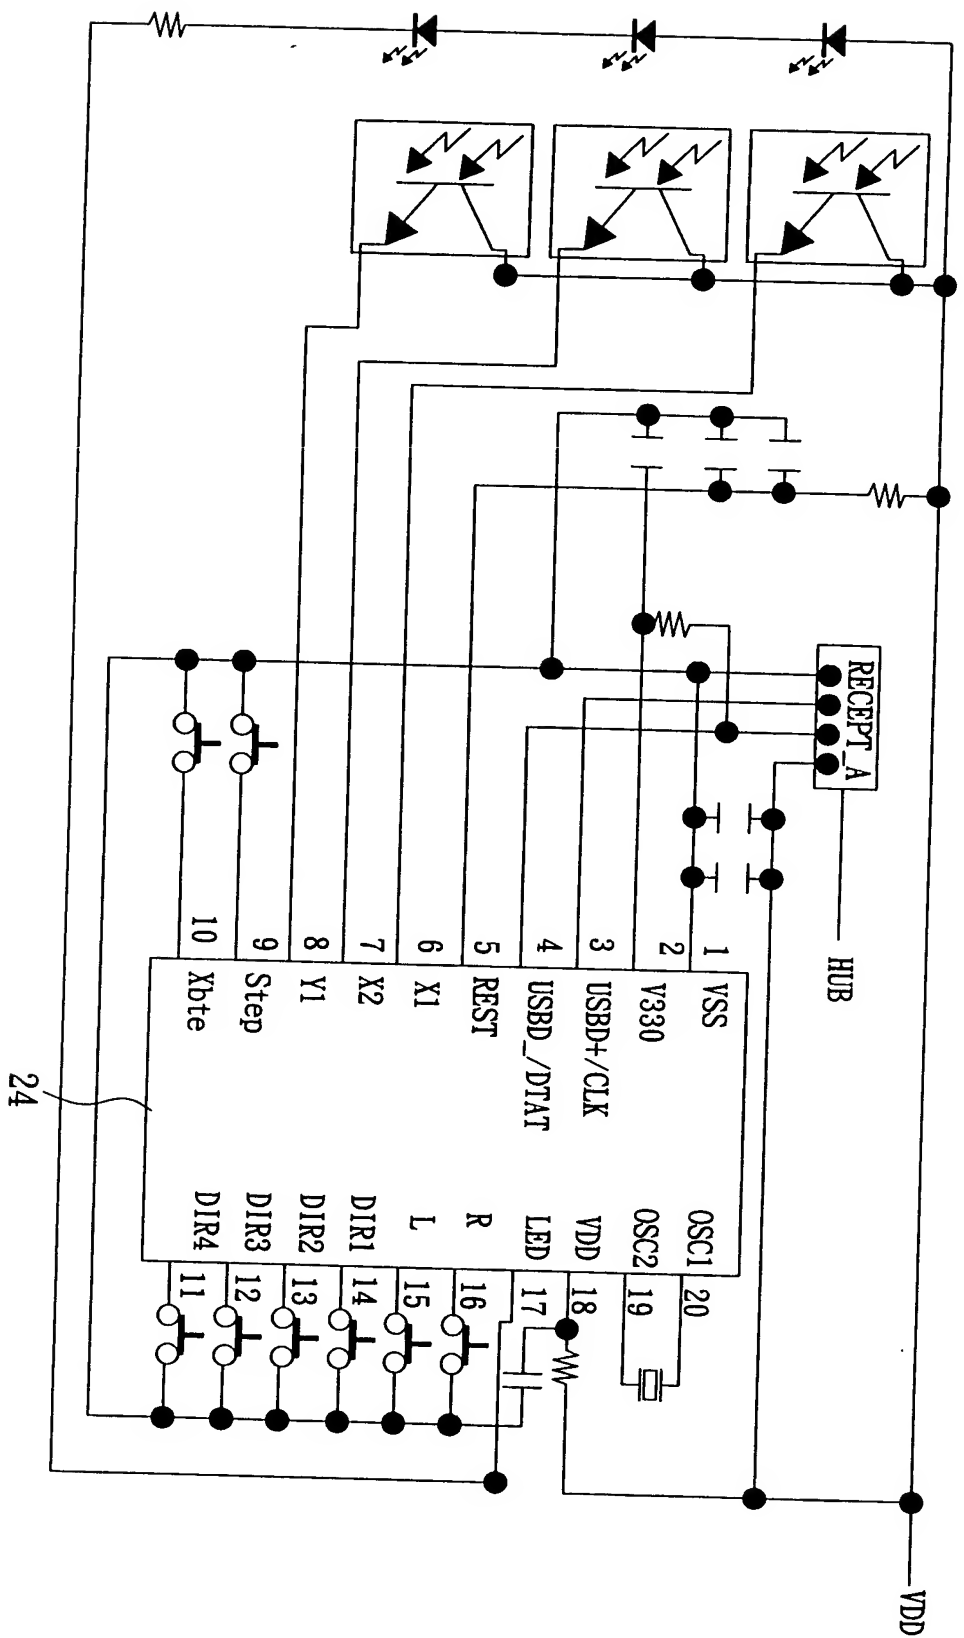 RECEPT_A
HUB
1 VSS
2 V330
3 USBD+/CLK
4 USBD_/DTAT
5 REST
6 X1
7 X2
8 Y1
9 Step
10 Xbte
OSC1 20
OSC2 19
VDD 18
LED 17
R 16
L 15
DIR1 14
DIR2 13
DIR3 12
DIR4 11
24
VDD